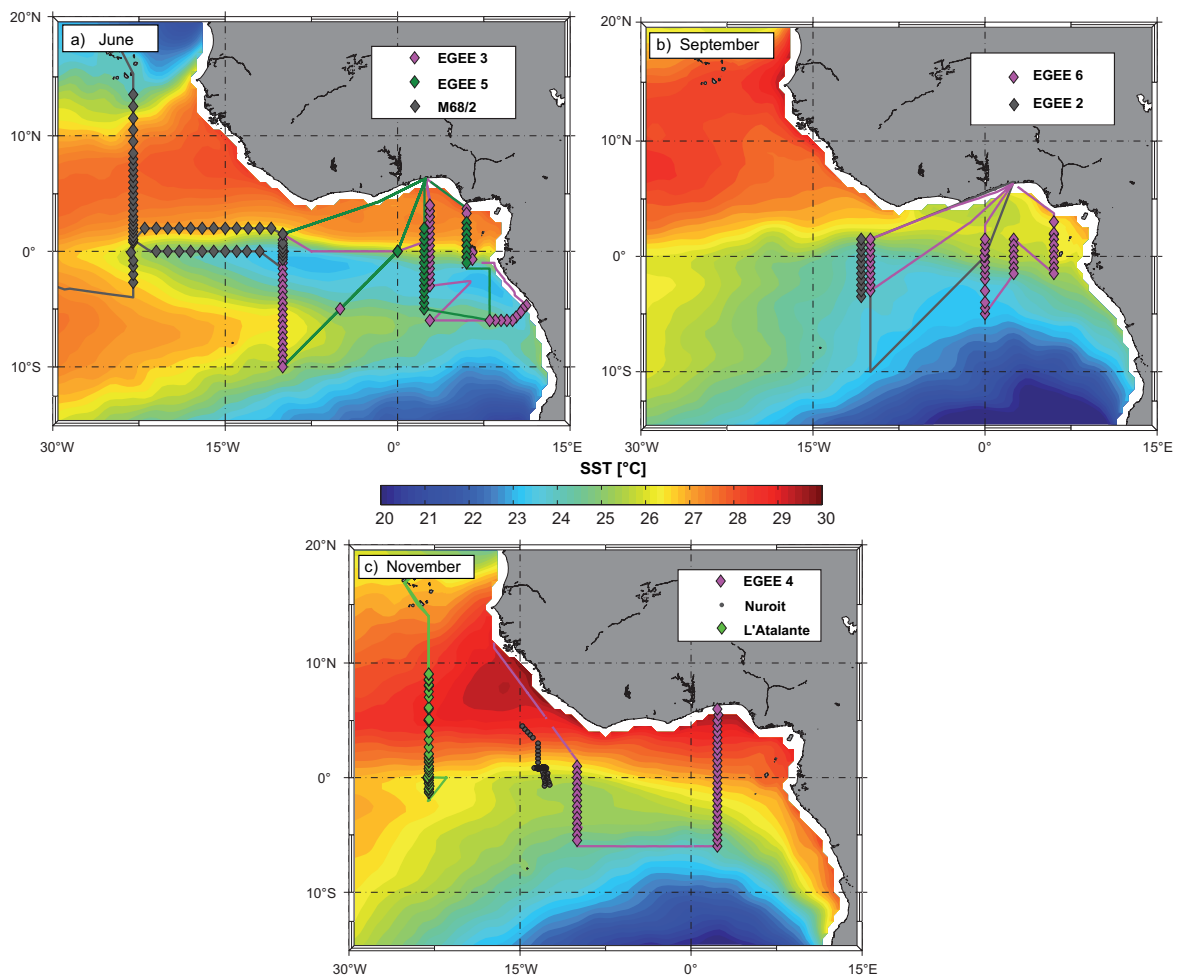 20°N
10°N
0°
10°S
30°W
15°W
0°
15°E
a) June
EGEE 3
EGEE 5
M68/2
20°N
10°N
0°
10°S
30°W
15°W
0°
15°E
b) September
EGEE 6
EGEE 2
SST [°C]
20 21 22 23 24 25 26 27 28 29 30
20°N
10°N
0°
10°S
30°W
15°W
0°
15°E
c) November
EGEE 4
Nuroit
L'Atalante